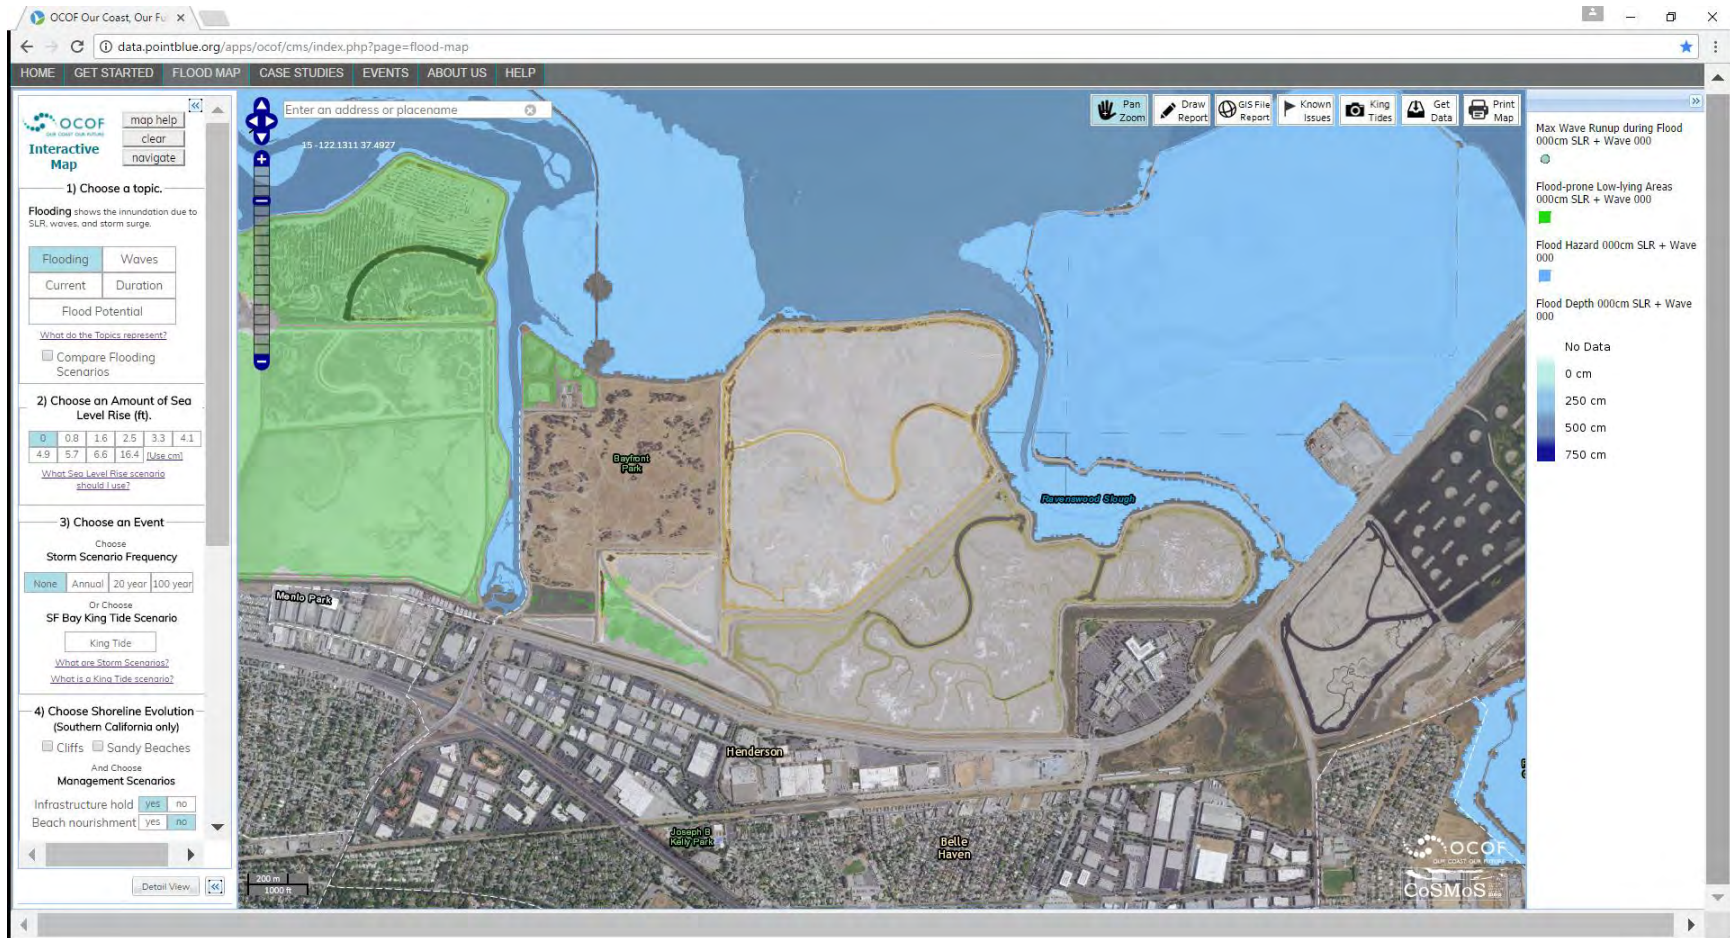 OCOF Our Coast, Our Fu
data.pointblue.org/apps/ocof/cms/index.php?page=flood-map
HOME
GET STARTED
FLOOD MAP
CASE STUDIES
EVENTS
ABOUT US
HELP
OCOF
OUR COAST OUR FUTURE
Interactive
Map
map help
clear
navigate
1) Choose a topic.
Flooding shows the innundation due to
SLR, waves, and storm surge.
Flooding
Waves
Current
Duration
Flood Potential
What do the Topics represent?
Compare Flooding
Scenarios
2) Choose an Amount of Sea
Level Rise (ft).
0 0.8 1.6 2.5 3.3 4.1
4.9 5.7 6.6 16.4 [Use cm]
What Sea Level Rise scenario
should I use?
3) Choose an Event
Choose
Storm Scenario Frequency
None Annual 20 year 100 year
Or Choose
SF Bay King Tide Scenario
King Tide
What are Storm Scenarios?
What is a King Tide scenario?
4) Choose Shoreline Evolution
(Southern California only)
Cliffs Sandy Beaches
And Choose
Management Scenarios
Infrastructure hold yes no
Beach nourishment yes no
Detail View
Enter an address or placename
15 -122.1311 37.4927
Pan
Zoom
Draw
Report
GIS File
Report
Known
Issues
King
Tides
Get
Data
Print
Map
Bayfront
Park
Ravenswood Slough
Menlo Park
Henderson
Joseph B
Kelly Park
Belle
Haven
200 m
1000 ft
OCOF
OUR COAST OUR FUTURE
CoSMoS
Max Wave Runup during Flood
000cm SLR + Wave 000
Flood-prone Low-lying Areas
000cm SLR + Wave 000
Flood Hazard 000cm SLR + Wave
000
Flood Depth 000cm SLR + Wave
000
No Data
0 cm
250 cm
500 cm
750 cm